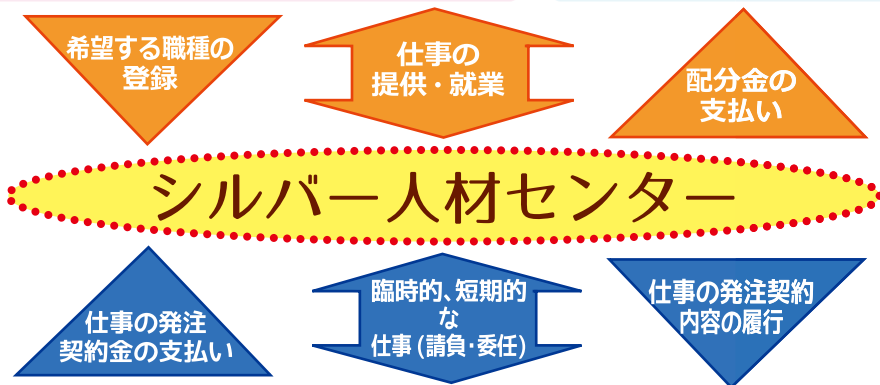 希望する職種の
登録
仕事の
提供・就業
配分金の
支払い
シルバー人材センター
仕事の発注
契約金の支払い
臨時的、短期的
な
仕事(請負・委任)
仕事の発注契約
内容の履行